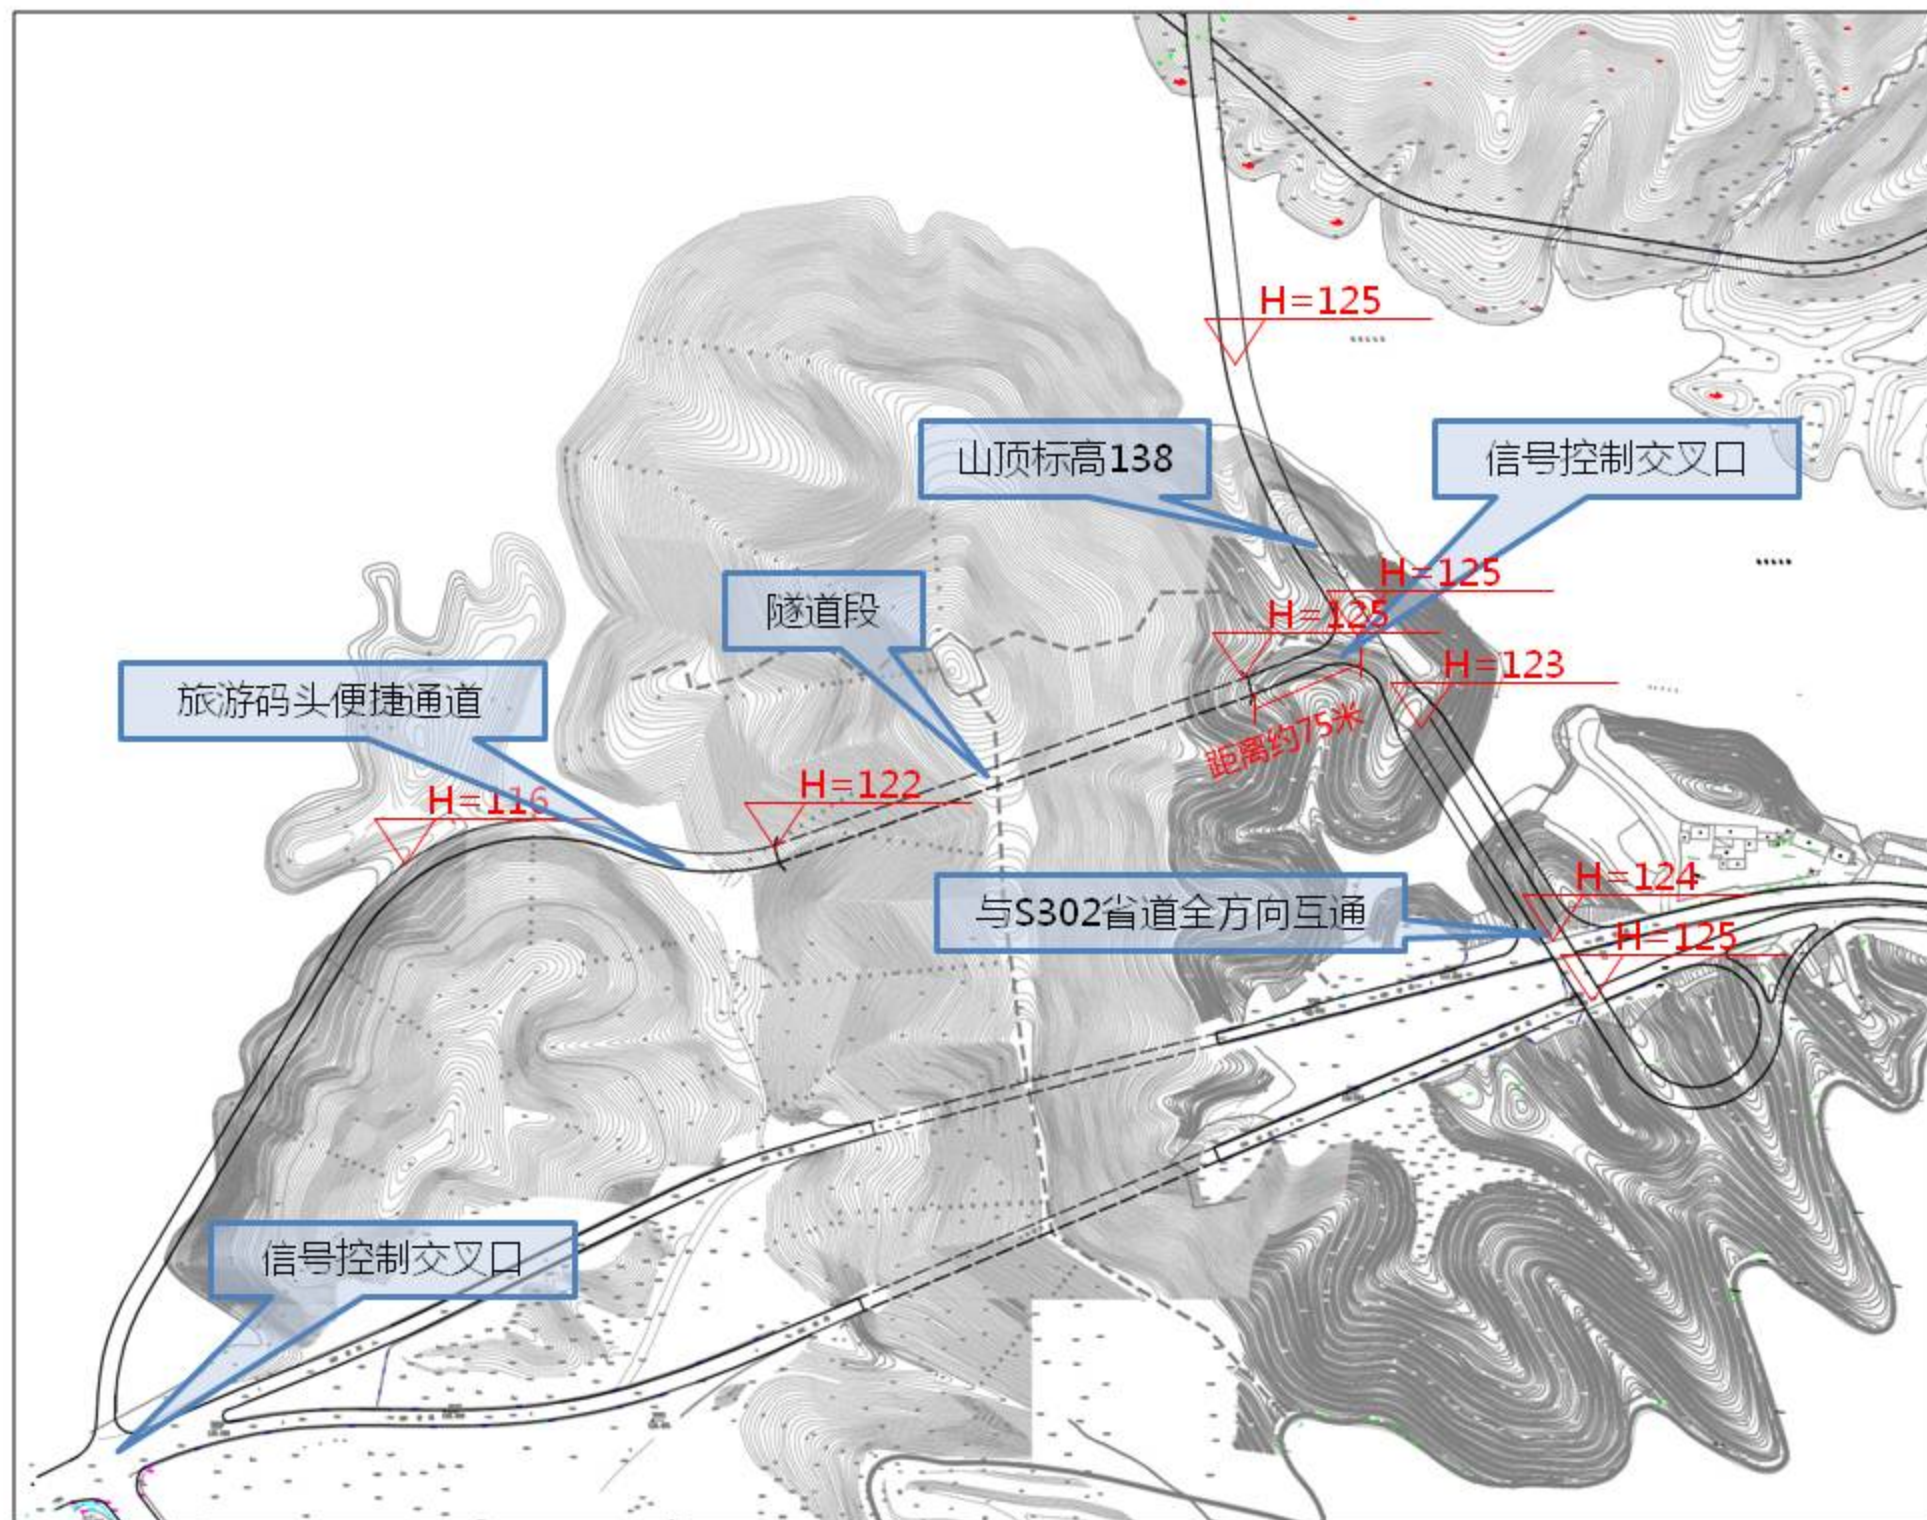 H=125
山顶标高138
信号控制交叉口
H=125
隧道段
H=125
旅游码头便捷通道
H=123
距离约75米
H=122
H=116
与S302省道全方向互通
H=124
H=125
信号控制交叉口